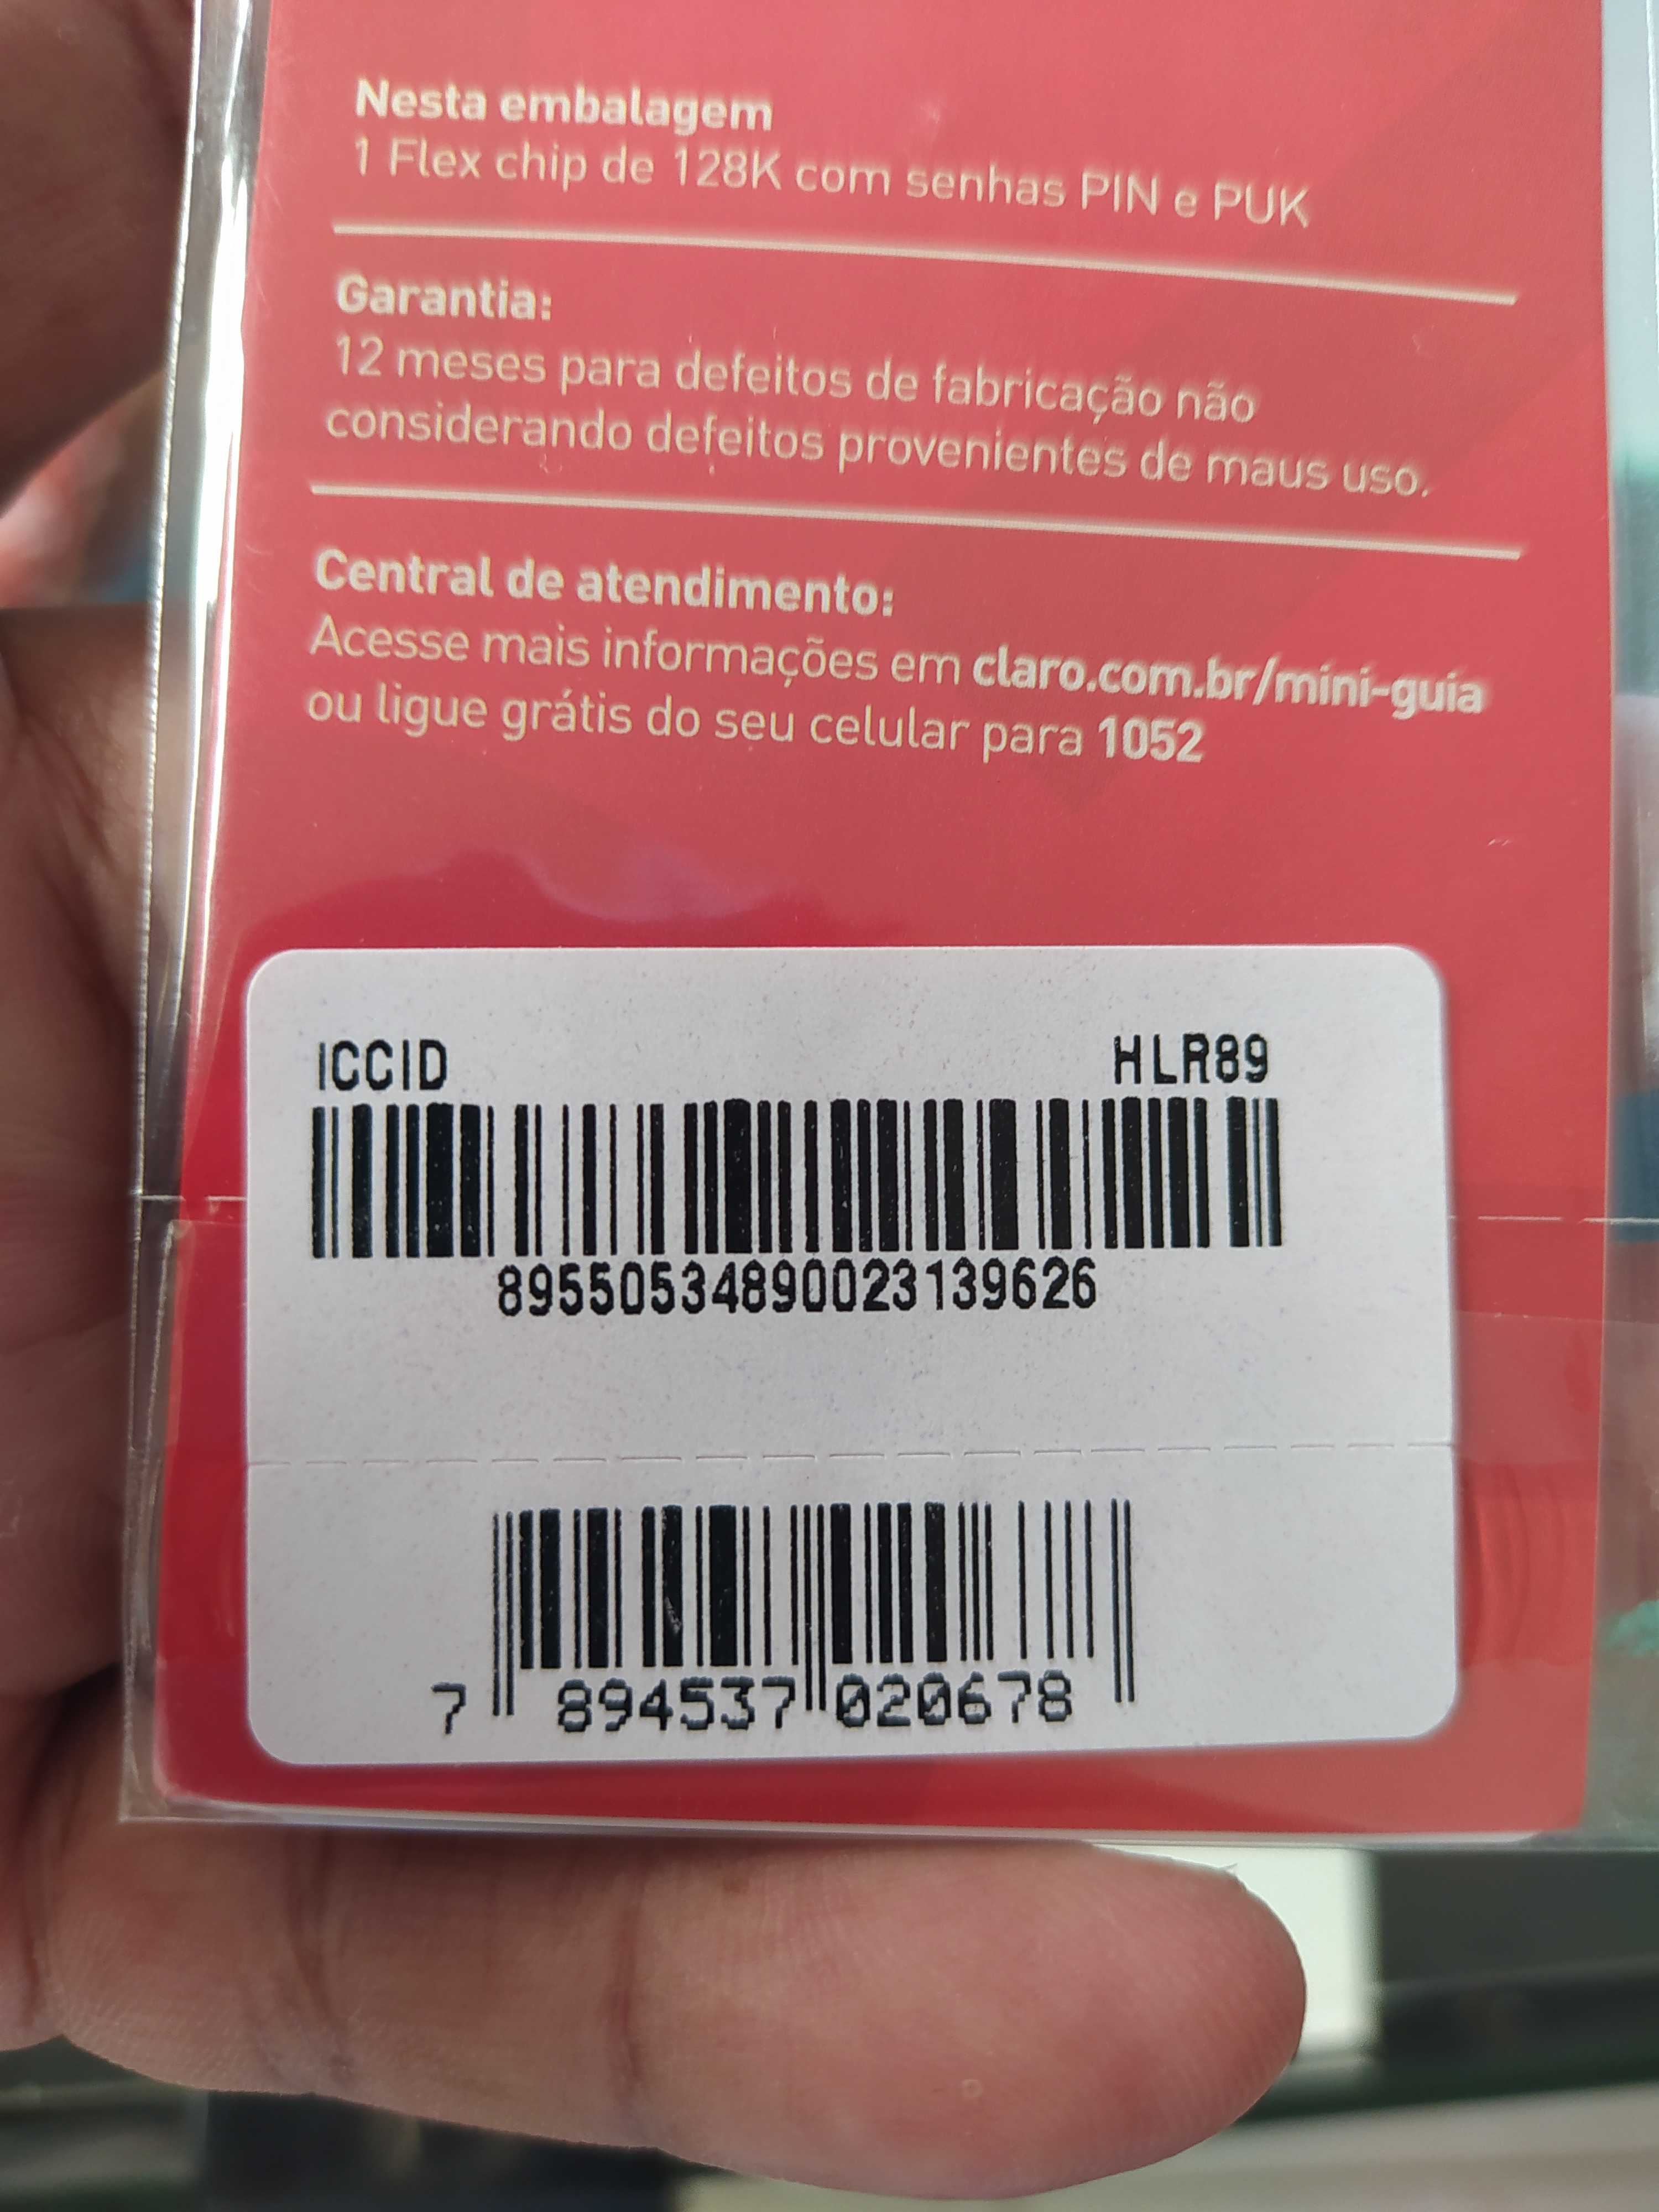 Nesta embalagem
1 Flex chip de 128K com senhas PIN e PUK
Garantia:
12 meses para defeitos de fabricação não
considerando defeitos provenientes de maus uso.
Central de atendimento:
Acesse mais informações em claro.com.br/mini-guia
ou ligue grátis do seu celular para 1052
ICCID HLR89
89550534890023139626
7 894537 020678